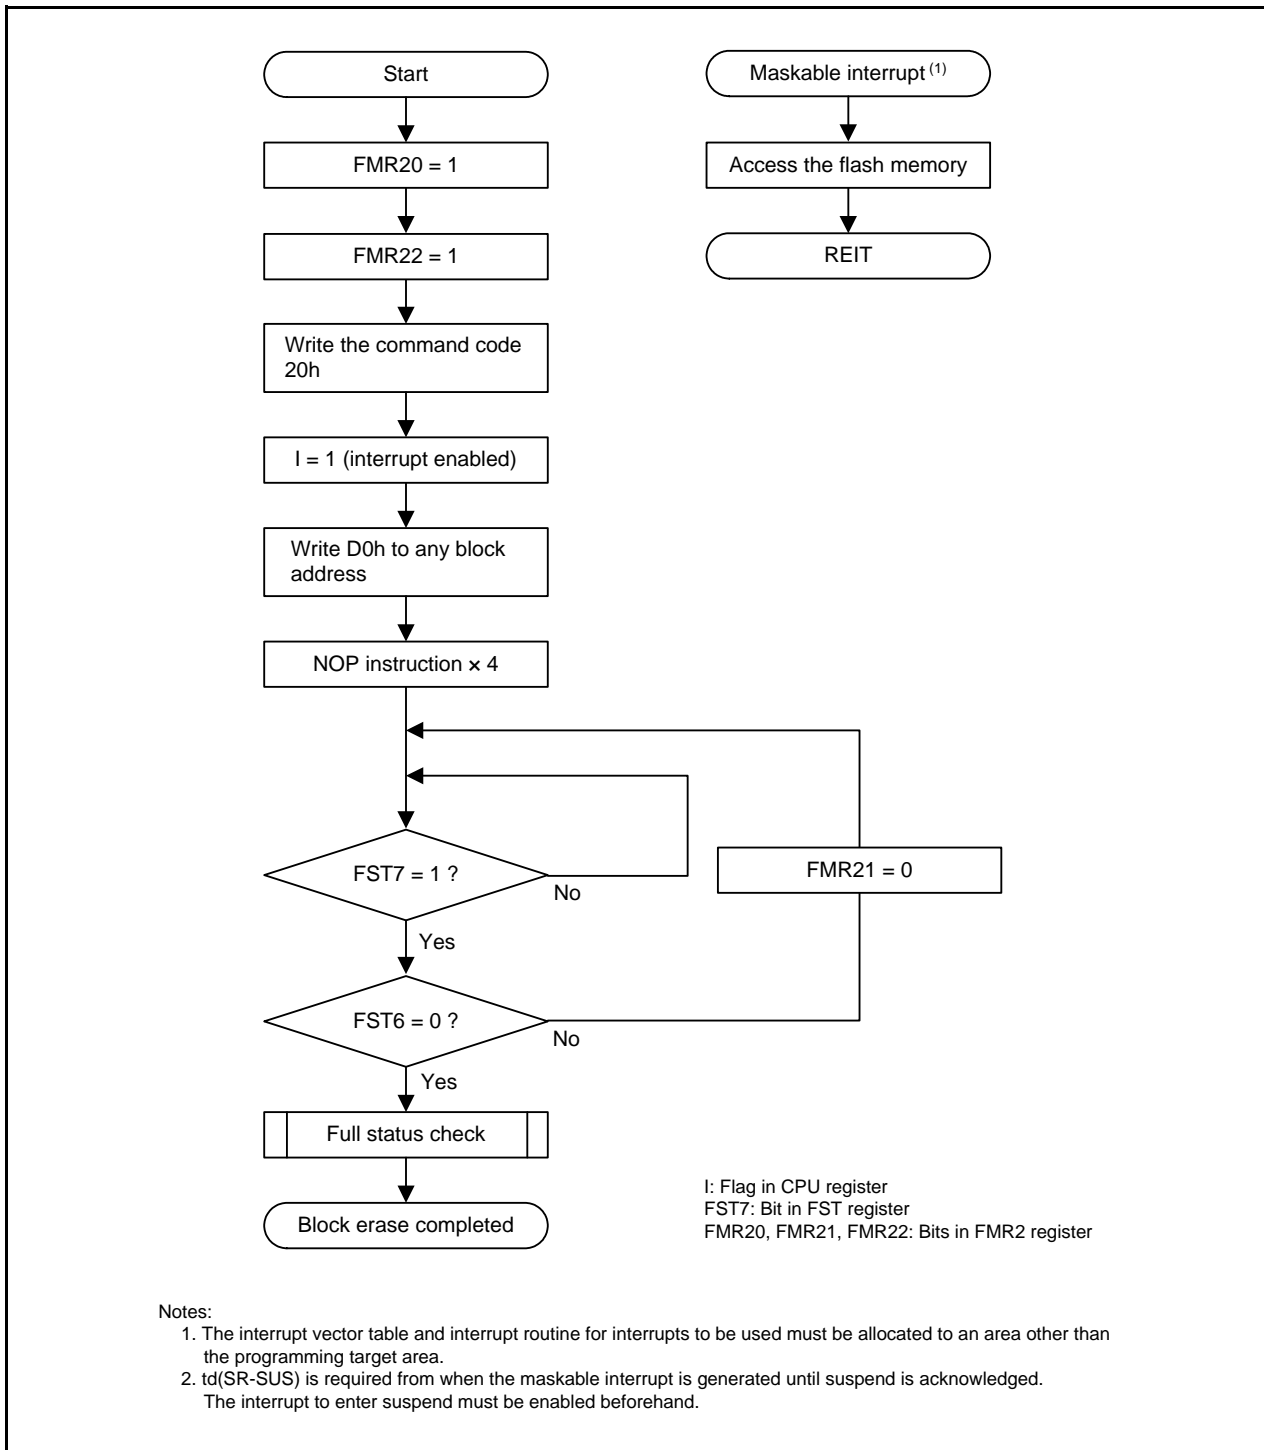 Start
FMR20 = 1
FMR22 = 1
Write the command code
20h
I = 1 (interrupt enabled)
Write D0h to any block
address
NOP instruction × 4
FST7 = 1 ?
No
Yes
FST6 = 0 ?
No
Yes
Full status check
Block erase completed
FMR21 = 0
Maskable interrupt (1)
Access the flash memory
REIT
I: Flag in CPU register
FST7: Bit in FST register
FMR20, FMR21, FMR22: Bits in FMR2 register
Notes:
1. The interrupt vector table and interrupt routine for interrupts to be used must be allocated to an area other than
the programming target area.
2. td(SR-SUS) is required from when the maskable interrupt is generated until suspend is acknowledged.
The interrupt to enter suspend must be enabled beforehand.